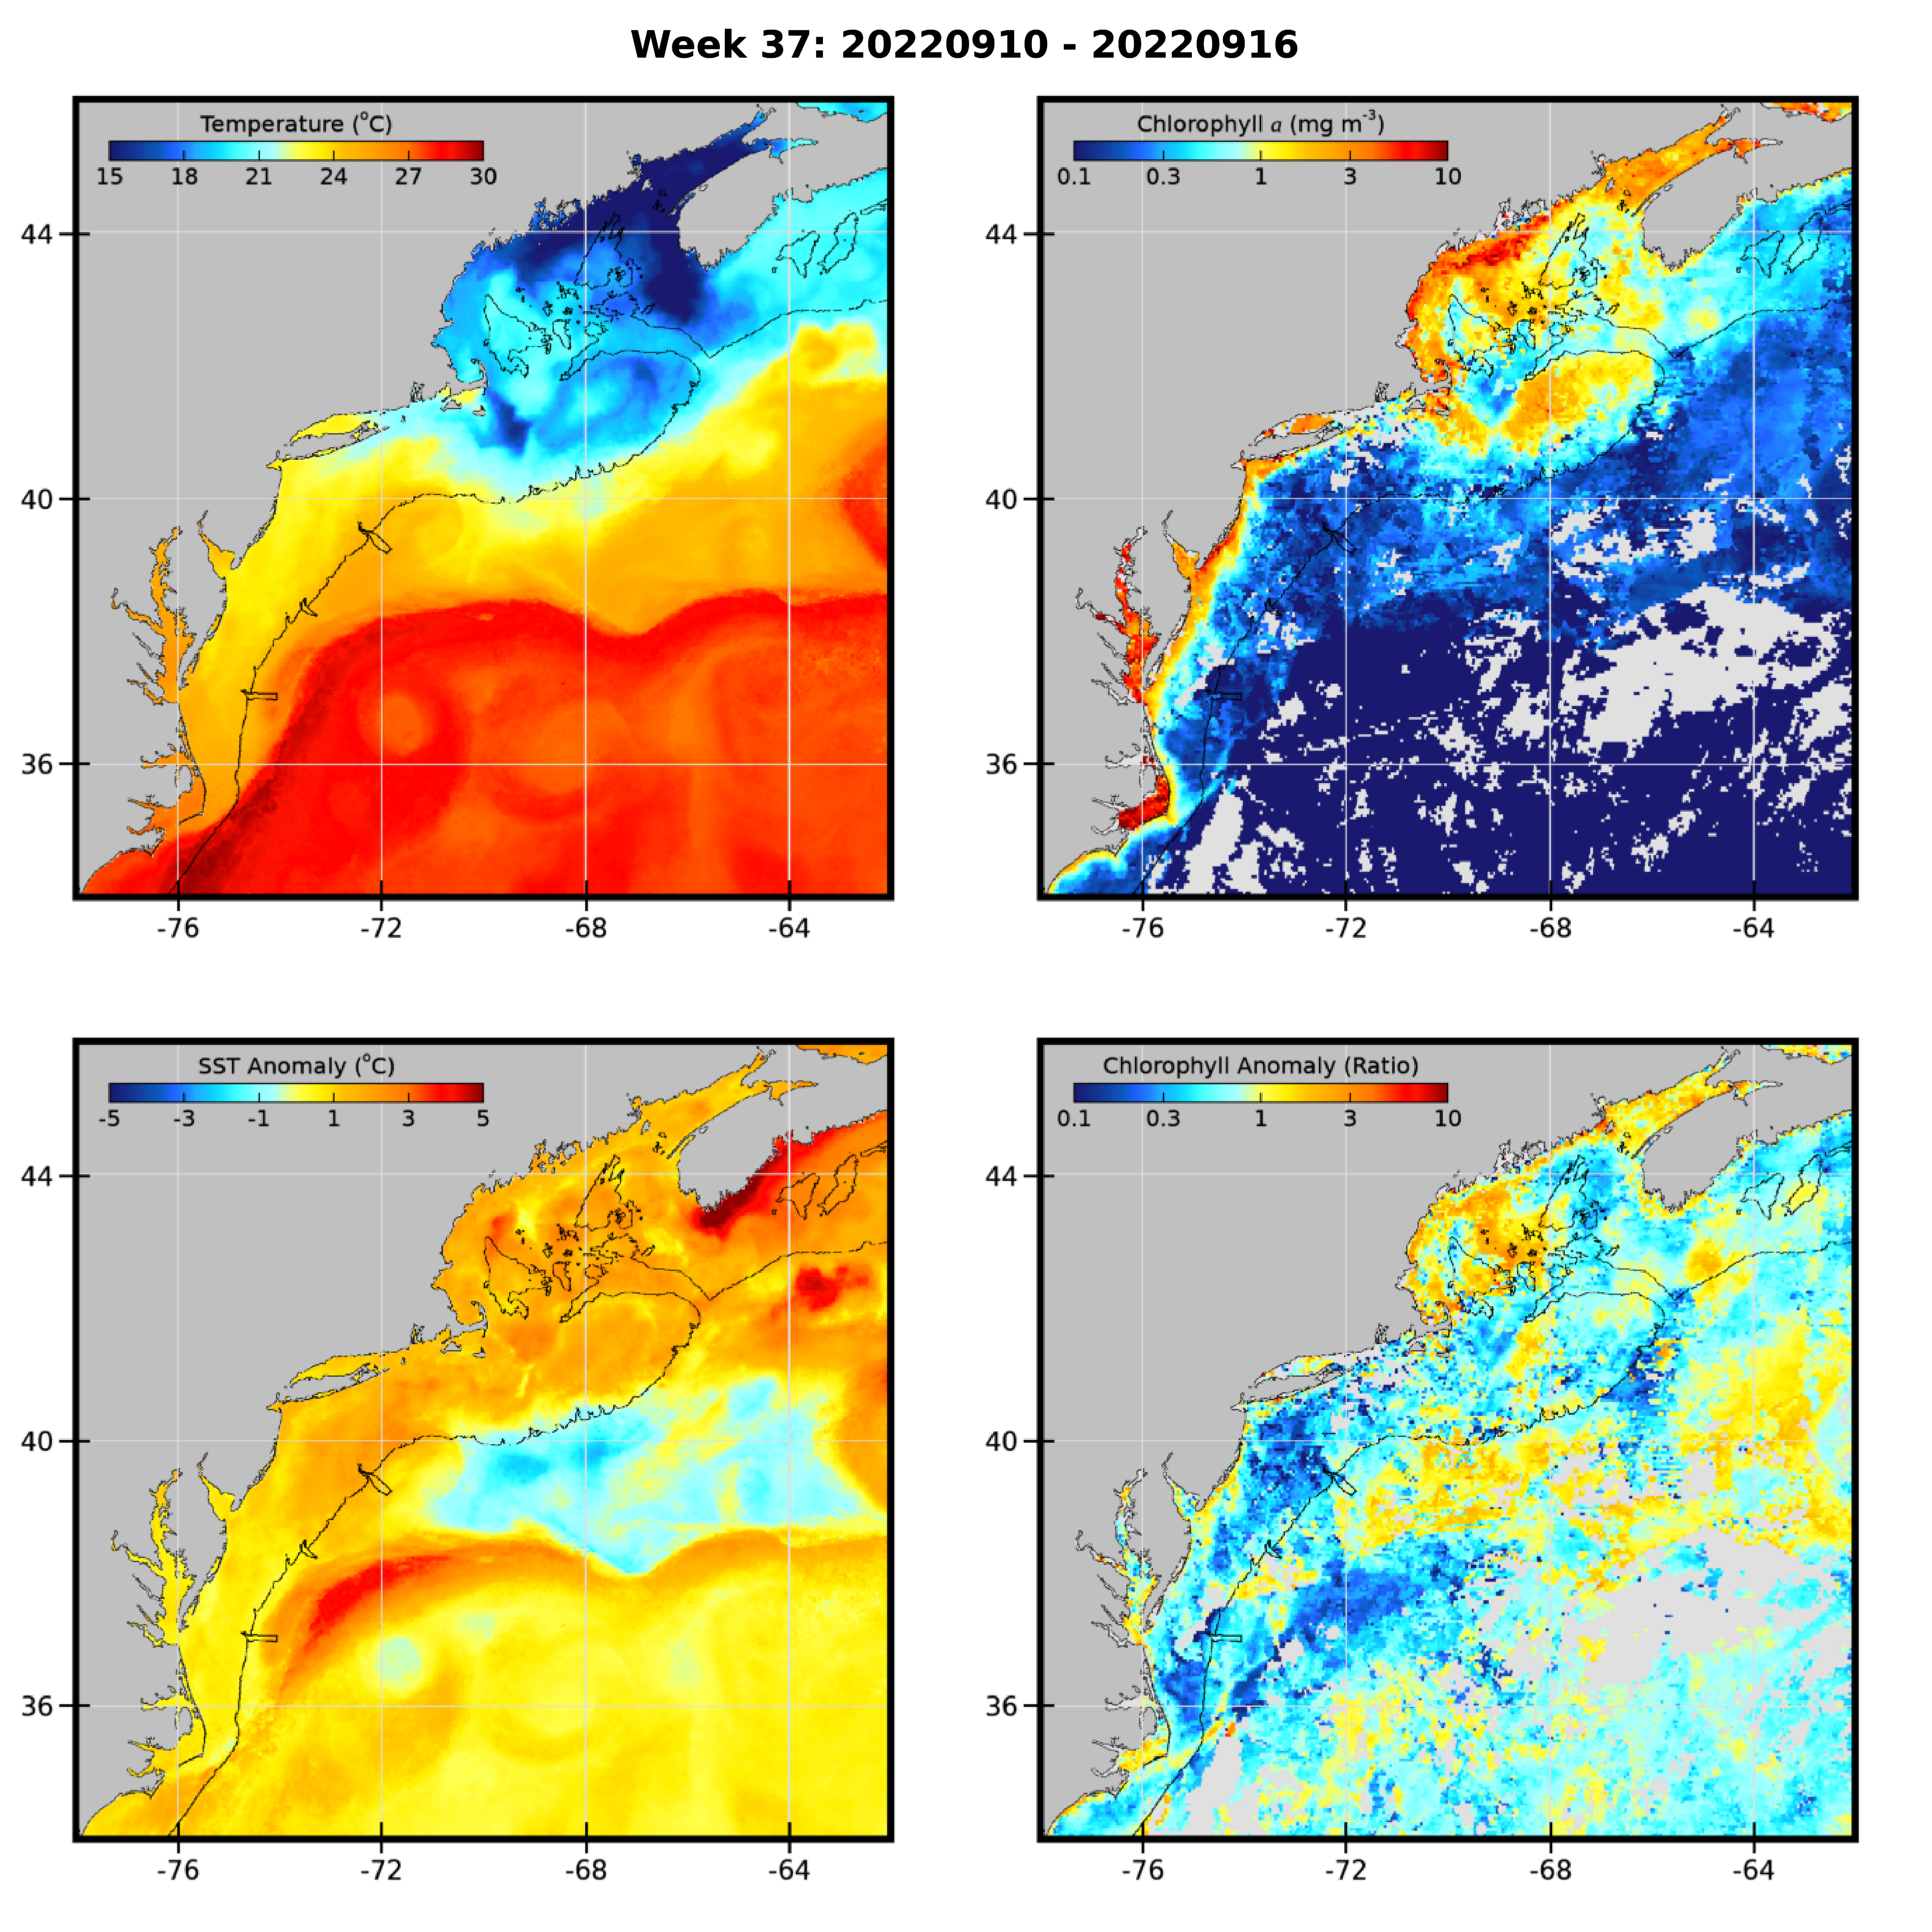 Week 37: 20220910 - 20220916
Temperature (°C)
15 18 21 24 27 30
44
40
36
-76 -72 -68 -64
Chlorophyll a (mg m⁻³)
0.1 0.3 1 3 10
44
40
36
-76 -72 -68 -64
SST Anomaly (°C)
-5 -3 -1 1 3 5
44
40
36
-76 -72 -68 -64
Chlorophyll Anomaly (Ratio)
0.1 0.3 1 3 10
44
40
36
-76 -72 -68 -64